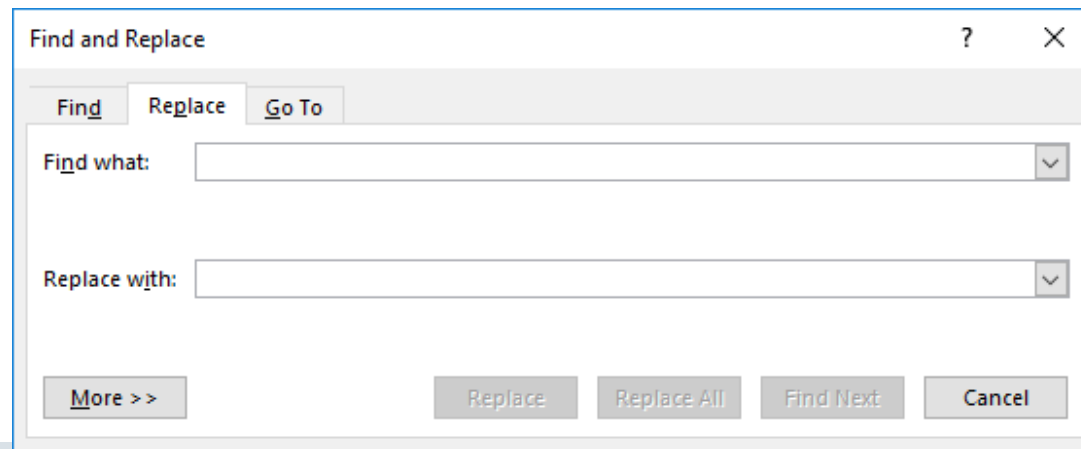 Find and Replace ?
Find Replace Go To
Find what:
Replace with:
More >> Replace Replace All Find Next Cancel